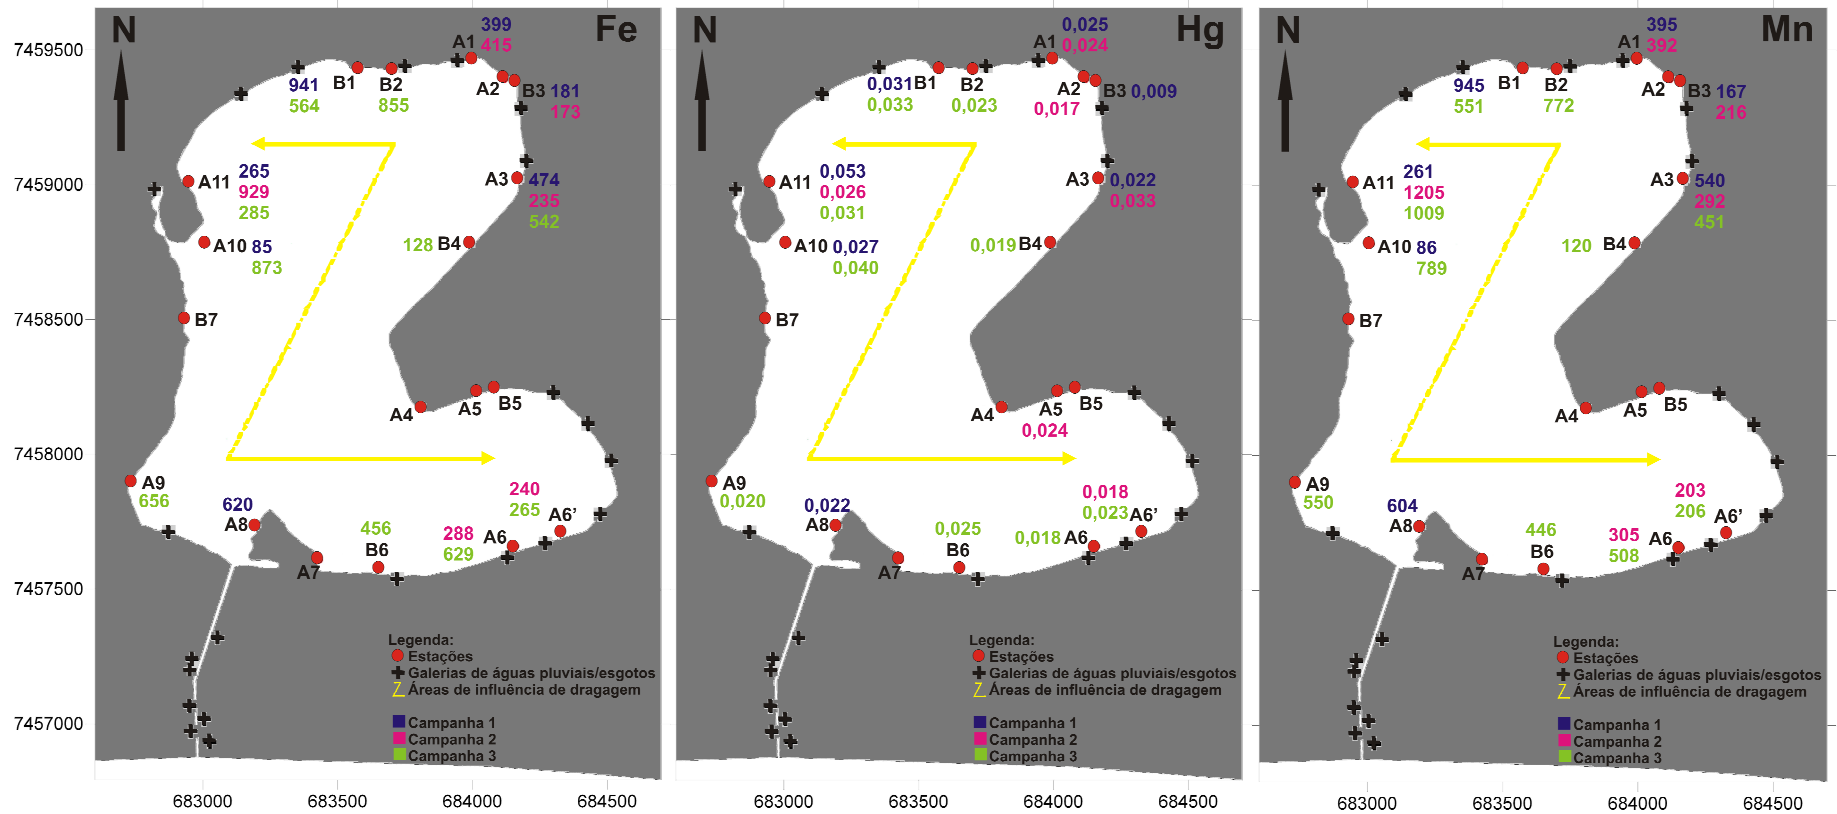 N
Fe
399
A1 415
7459500
B1
B2
A2
B3 181
173
941
564
855
A11 265
929
285
7459000
A3 474
235
542
A10 85
873
128 B4
7458500
B7
A4
A5
B5
7458000
A9
656
620
A8
240
265
A6'
456
B6
288
629
A6
A7
7457500
Legenda:
Estações
Galerias de águas pluviais/esgotos
Áreas de influência de dragagem
7457000
Campanha 1
Campanha 2
Campanha 3
683000
683500
684000
684500
N
Hg
0,025
A1 0,024
0,031 B1
0,033
B2
0,023
A2
0,017
B3 0,009
A11 0,053
0,026
0,031
A3 0,022
0,033
A10 0,027
0,040
0,019 B4
B7
A4
A5
B5
0,024
A9
0,020
0,022
A8
0,018
0,023
A6'
0,025
B6
0,018
A6
A7
Legenda:
Estações
Galerias de águas pluviais/esgotos
Áreas de influência de dragagem
Campanha 1
Campanha 2
Campanha 3
683000
683500
684000
684500
N
Mn
395
A1 392
945 B1
551
B2
772
A2
B3 167
216
A11 261
1205
1009
A3 540
292
451
A10 86
789
120 B4
B7
A4
A5
B5
A9
550
604
A8
203
206
A6'
446
B6
305
508
A6
A7
Legenda:
Estações
Galerias de águas pluviais/esgotos
Áreas de influência de dragagem
Campanha 1
Campanha 2
Campanha 3
683000
683500
684000
684500